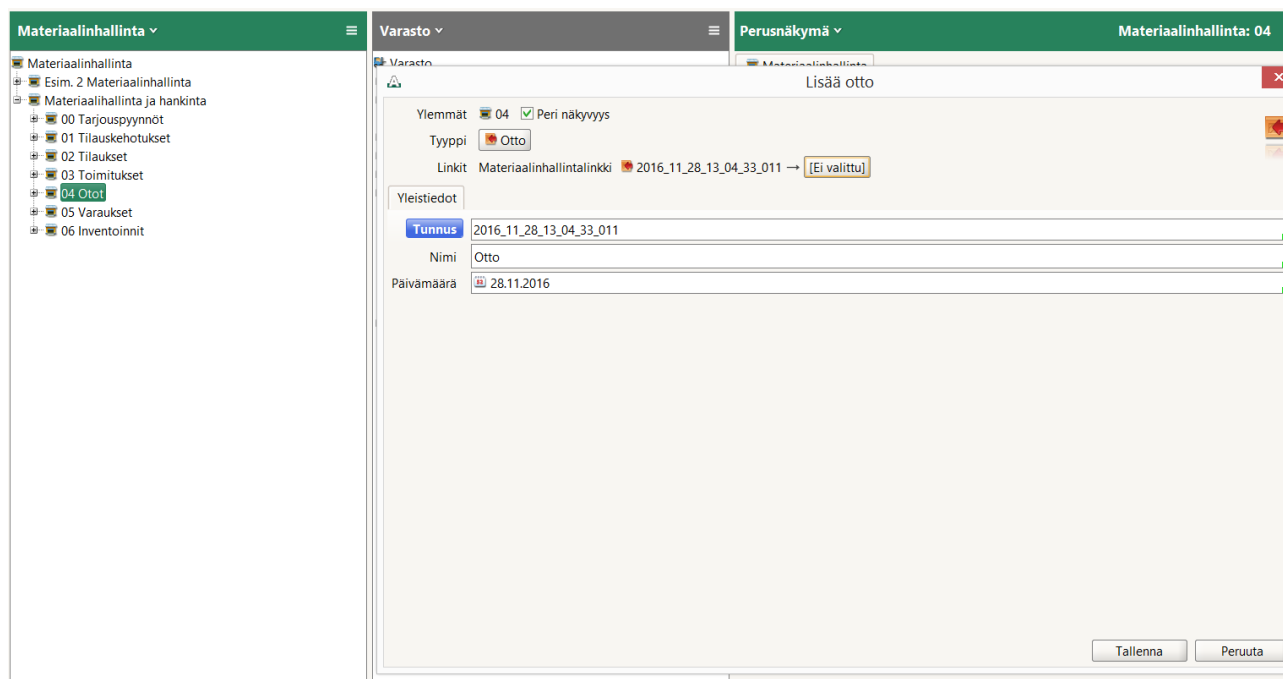 Materiaalinhallinta
Varasto
Perusnäkymä
Materiaalinhallinta: 04
Materiaalinhallinta
Esim. 2 Materiaalinhallinta
Materiaalihallinta ja hankinta
00 Tarjouspyynnöt
01 Tilauskehotukset
02 Tilaukset
03 Toimitukset
04 Otot
05 Varaukset
06 Inventoinnit
Varasto
Materiaalinhallinta
Lisää otto
Ylemmät 04 Peri näkyvyys
Tyyppi Otto
Linkit Materiaalinhallintalinkki 2016_11_28_13_04_33_011 → [Ei valittu]
Yleistiedot
Tunnus 2016_11_28_13_04_33_011
Nimi Otto
Päivämäärä 28.11.2016
Tallenna Peruuta